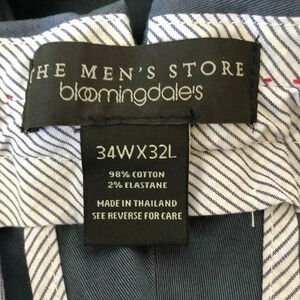 THE MEN'S STORE
bloomingdale's
34WX32L
98% COTTON
2% ELASTANE
MADE IN THAILAND
SEE REVERSE FOR CARE